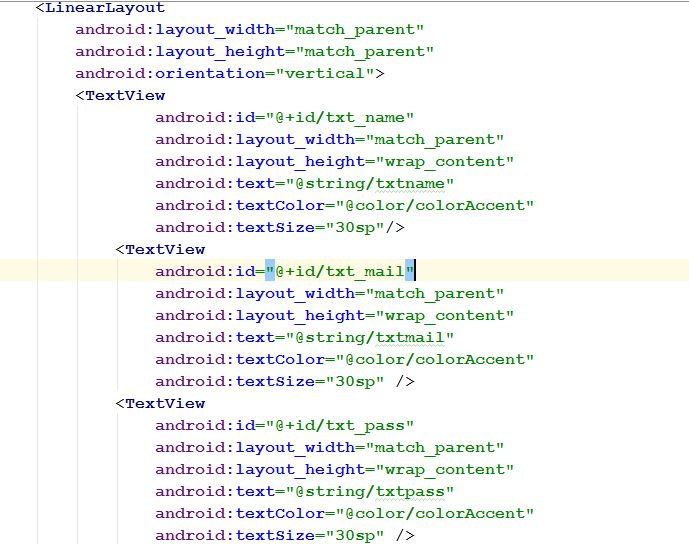 <LinearLayout
android:layout_width="match_parent"
android:layout_height="match_parent"
android:orientation="vertical">
<TextView
android:id="@+id/txt_name"
android:layout_width="match_parent"
android:layout_height="wrap_content"
android:text="@string/txtname"
android:textColor="@color/colorAccent"
android:textSize="30sp"/>
<TextView
android:id="@+id/txt_mail"
android:layout_width="match_parent"
android:layout_height="wrap_content"
android:text="@string/txtmail"
android:textColor="@color/colorAccent"
android:textSize="30sp" />
<TextView
android:id="@+id/txt_pass"
android:layout_width="match_parent"
android:layout_height="wrap_content"
android:text="@string/txtpass"
android:textColor="@color/colorAccent"
android:textSize="30sp" />